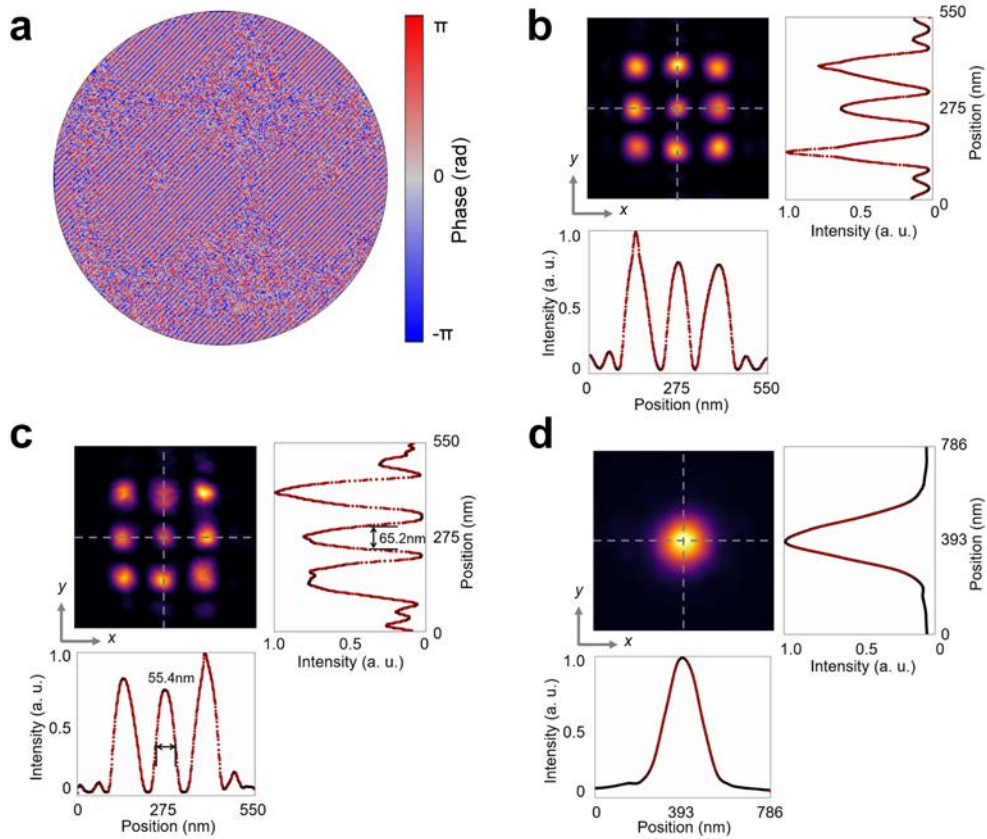 a
π
0
-π
Phase (rad)
b
y
x
550
275
0
Position (nm)
1.0
0.5
0
Intensity (a. u.)
1.0
0.5
0
Intensity (a. u.)
0
275
550
Position (nm)
c
y
x
65.2nm
550
275
0
Position (nm)
1.0
0.5
0
Intensity (a. u.)
55.4nm
1.0
0.5
0
Intensity (a. u.)
0
275
550
Position (nm)
d
y
x
786
393
0
Position (nm)
1.0
0.5
0
Intensity (a. u.)
1.0
0.5
0
Intensity (a. u.)
0
393
786
Position (nm)